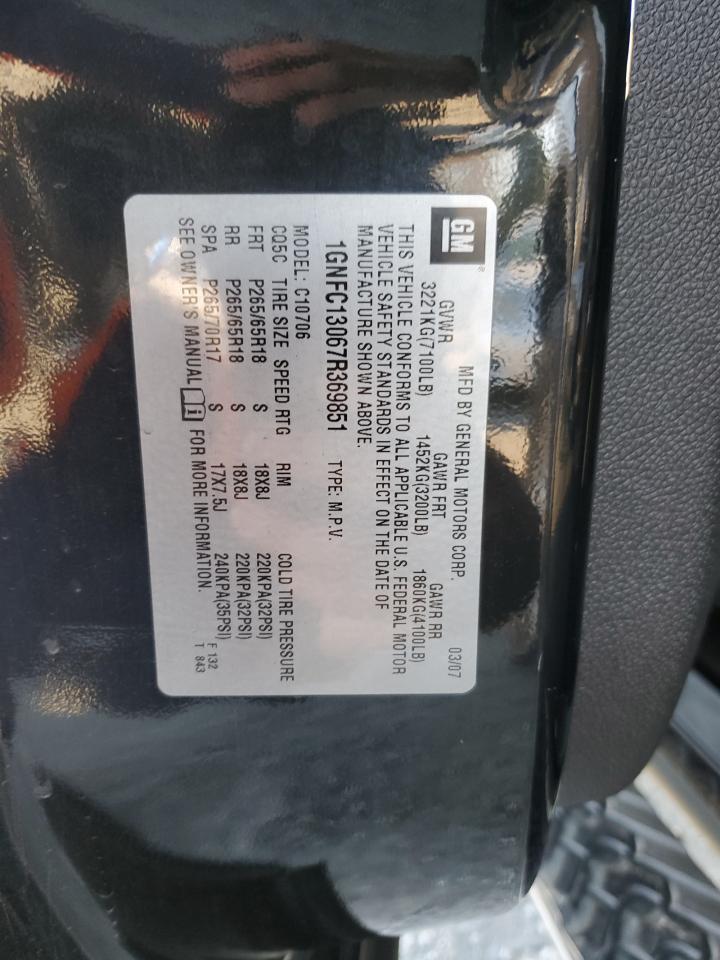 GM®
MFD BY GENERAL MOTORS CORP. 03/07
GVWR GAWR FRT GAWR RR
3221KG(7100LB) 1452KG(3200LB) 1860KG(4100LB)
THIS VEHICLE CONFORMS TO ALL APPLICABLE U.S. FEDERAL MOTOR
VEHICLE SAFETY STANDARDS IN EFFECT ON THE DATE OF
MANUFACTURE SHOWN ABOVE.
1GNFC13067R369851 TYPE: M.P.V.
MODEL: C10706
CQ5C TIRE SIZE SPEED RTG RIM COLD TIRE PRESSURE
FRT P265/65R18 S 18X8J 220KPA(32PSI)
RR P265/65R18 S 18X8J 220KPA(32PSI)
SPA P265/70R17 S 17X7.5J 240KPA(35PSI)
SEE OWNER'S MANUAL FOR MORE INFORMATION.
F 132
T 843